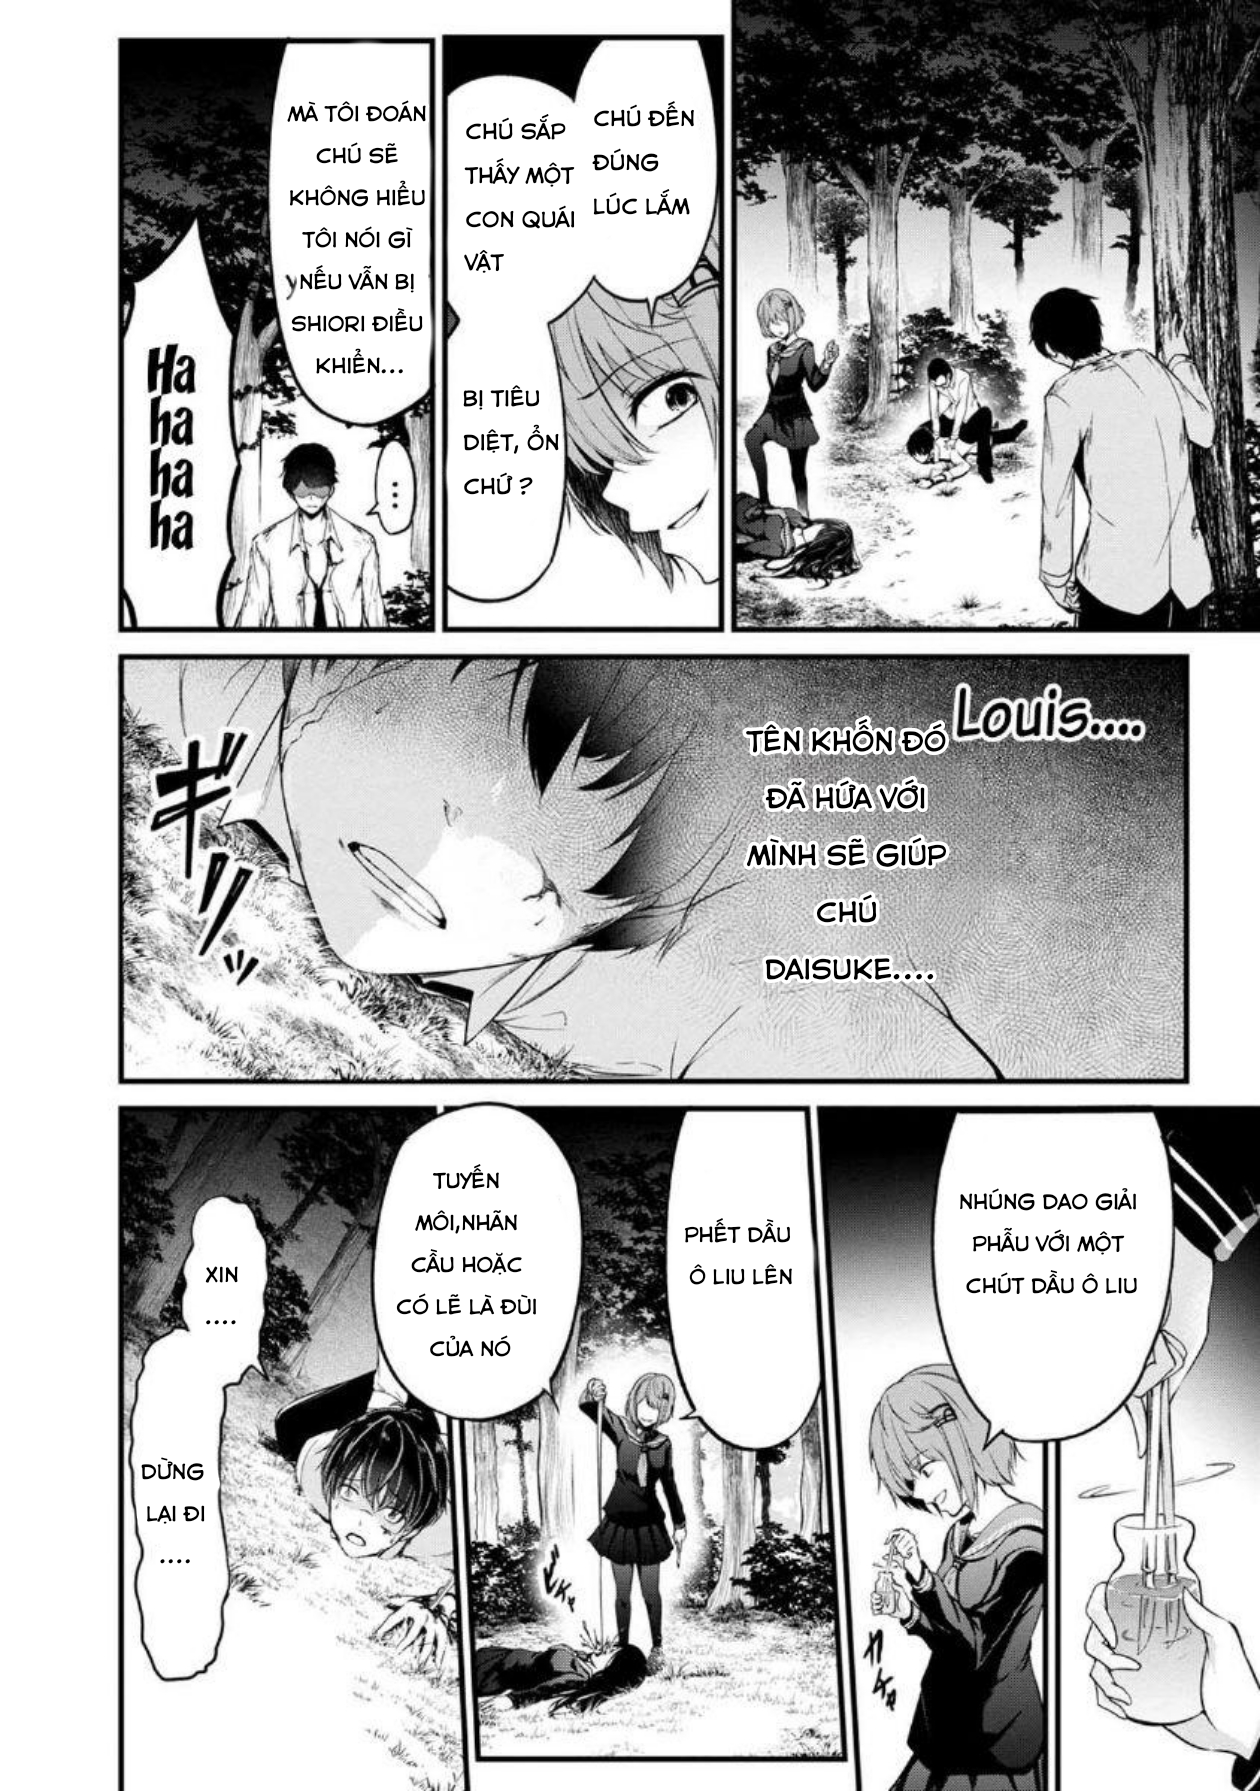 CHÚ ĐẾN
ĐÚNG
LÚC LẮM
CHÚ SẮP
THẤY MỘT
CON QUÁI
VẬT
BỊ TIÊU
DIỆT, ỔN
CHỨ ?
MÀ TÔI ĐOÁN
CHÚ SẼ
KHÔNG HIỂU
TÔI NÓI GÌ
NẾU VẪN BỊ
SHIORI ĐIỀU
KHIỂN...
...
Ha
ha
ha
ha
Louis....
TÊN KHỐN ĐÓ
ĐÃ HỨA VỚI
MÌNH SẼ GIÚP
CHÚ
DAISUKE....
ギリッ
NHÚNG DAO GIẢI
PHẪU VỚI MỘT
CHÚT DẦU Ô LIU
ガチャ
PHẾT DẦU
Ô LIU LÊN
TUYẾN
MÔI,NHÃN
CẦU HOẶC
CÓ LẼ LÀ ĐÙI
CỦA NÓ
XIN
....
DỪNG
LẠI ĐI
....